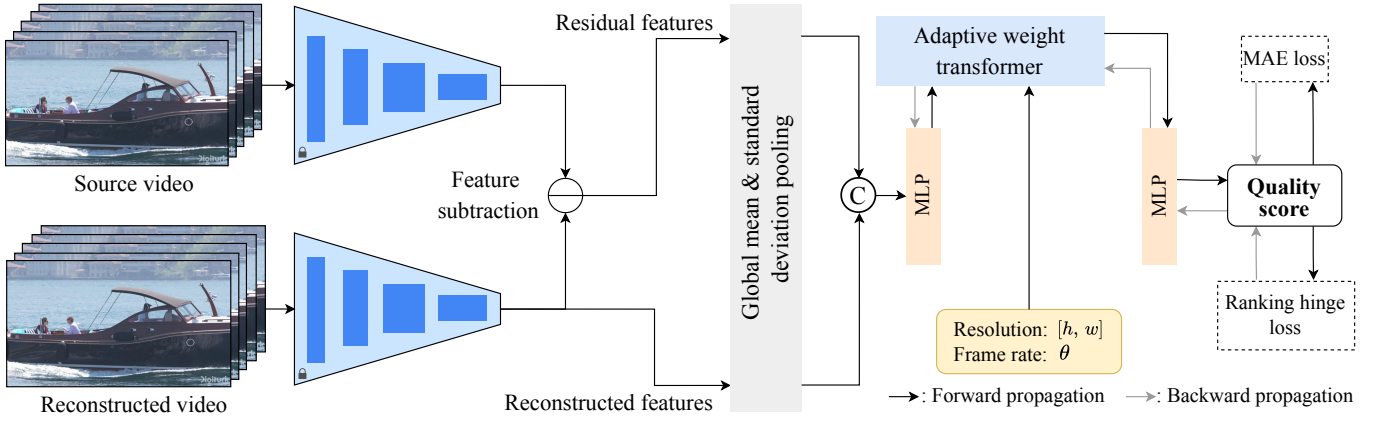 Source video
Reconstructed video
Feature
subtraction
Residual features
Reconstructed features
Global mean & standard
deviation pooling
C
MLP
Adaptive weight
transformer
Resolution: [h, w]
Frame rate: θ
MLP
Quality
score
MAE loss
Ranking hinge
loss
: Forward propagation
: Backward propagation